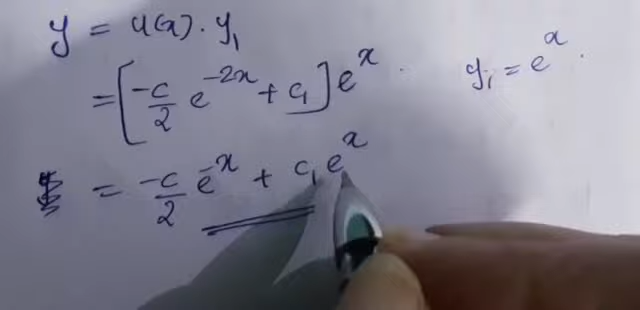 y = u(x) · y₁
= [-c/2 e^{-2x} + c₁] e^x · y₁ = e^x ·
= -c/2 e^{-x} + c₁ e^x